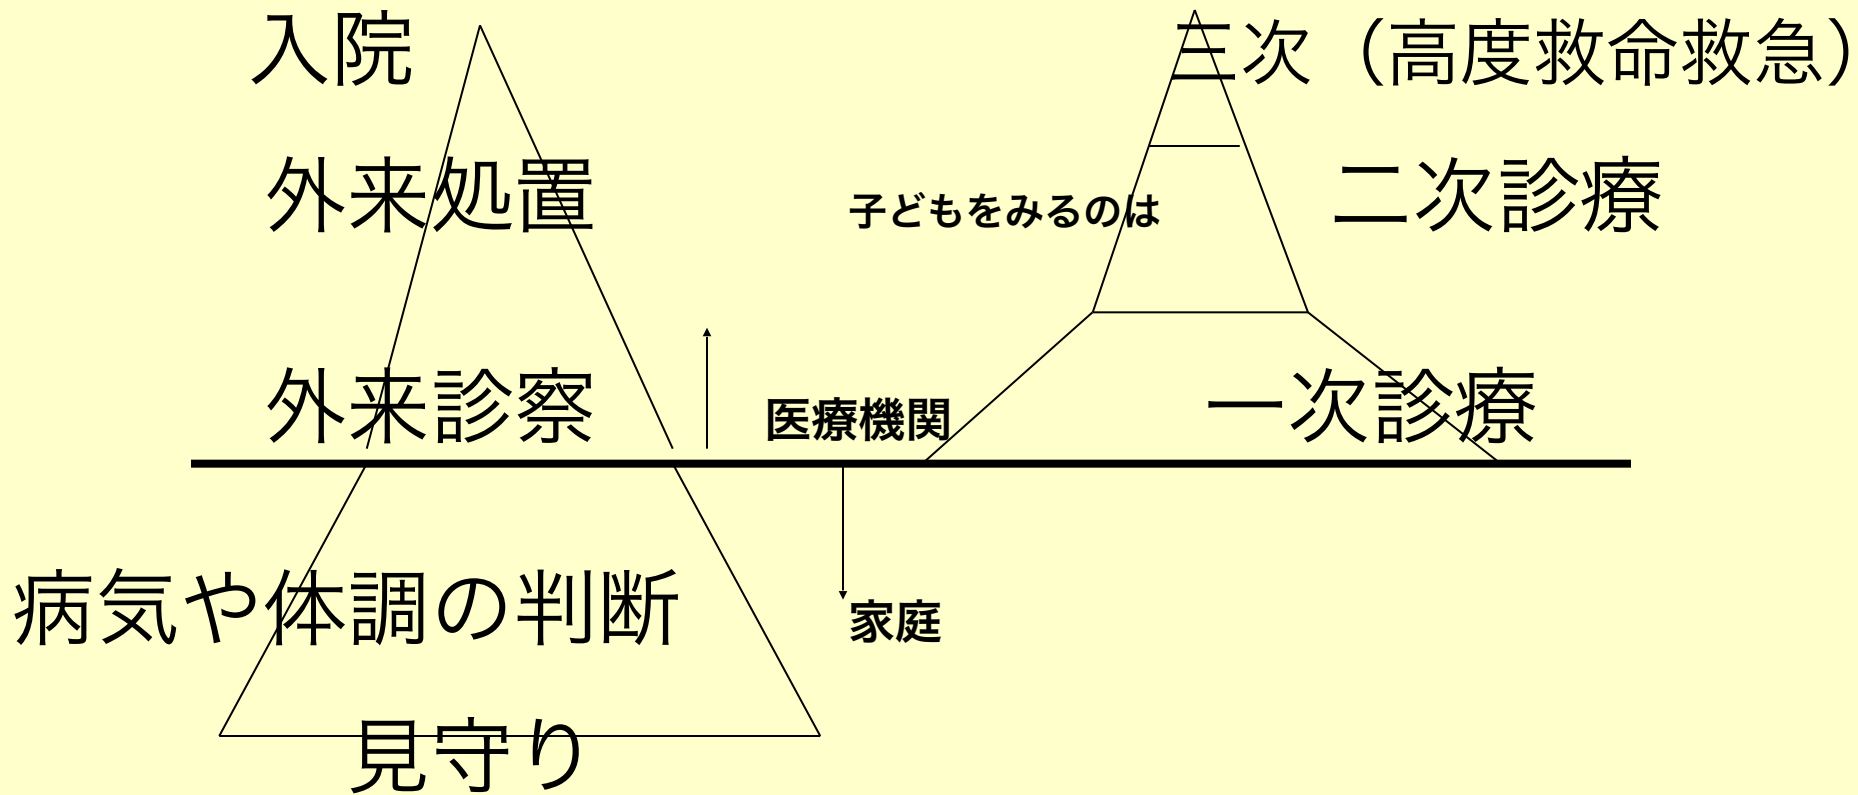 入院
三次（高度救命救急）
外来処置
子どもをみるのは
二次診療
外来診察
医療機関
一次診療
病気や体調の判断
家庭
見守り